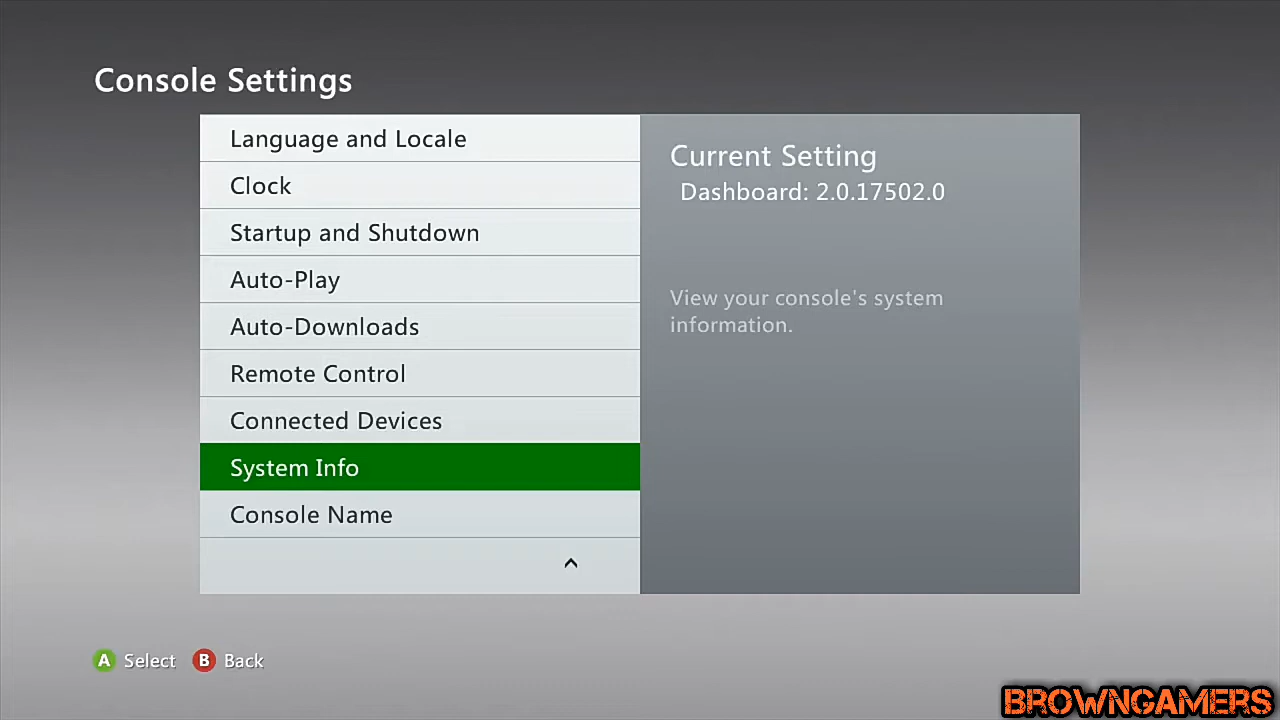 Console Settings
Language and Locale
Clock
Startup and Shutdown
Auto-Play
Auto-Downloads
Remote Control
Connected Devices
System Info
Console Name
Current Setting
Dashboard: 2.0.17502.0
View your console's system
information.
A Select B Back
BROWNGAMERS